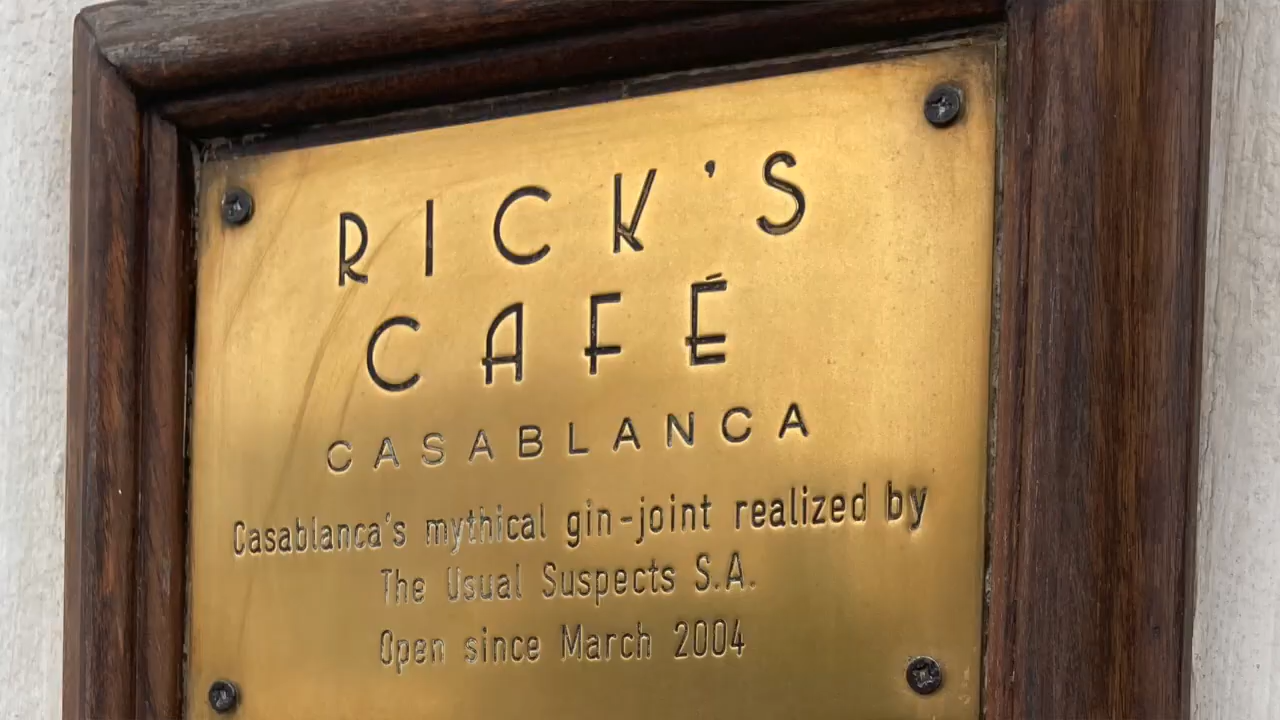 RICK'S
CAFÉ
CASABLANCA
Casablanca's mythical gin-joint realized by
The Usual Suspects S.A.
Open since March 2004